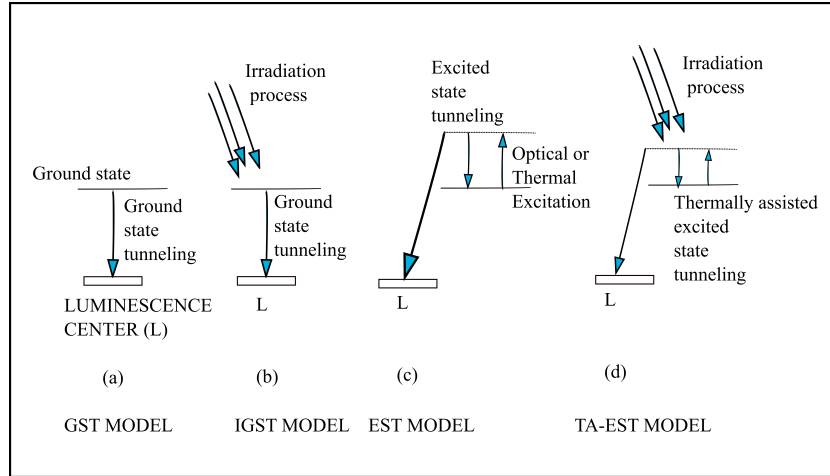 Ground state
Ground
state
tunneling
LUMINESCENCE
CENTER (L)
(a)
GST MODEL
Irradiation
process
Ground
state
tunneling
L
(b)
IGST MODEL
Excited
state
tunneling
Optical or
Thermal
Excitation
L
(c)
EST MODEL
Irradiation
process
Thermally assisted
excited
state
tunneling
L
(d)
TA-EST MODEL